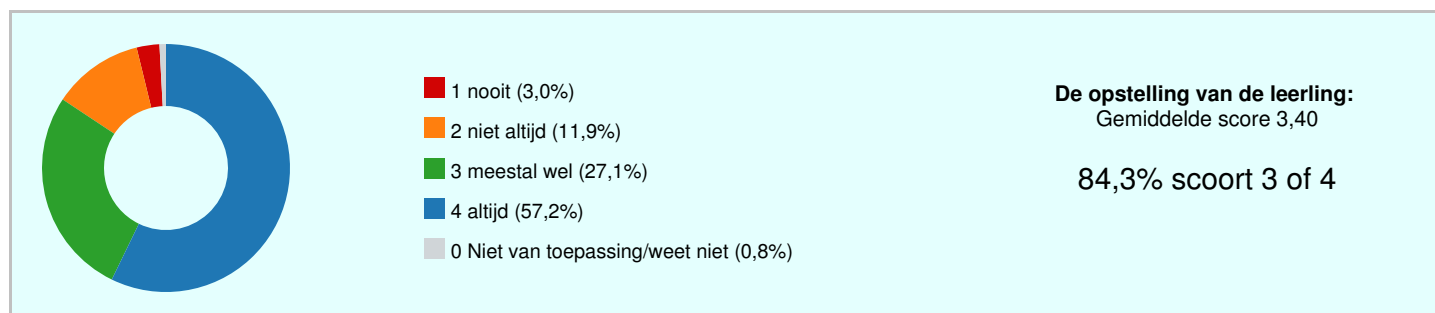 1 nooit (3,0%)
2 niet altijd (11,9%)
3 meestal wel (27,1%)
4 altijd (57,2%)
0 Niet van toepassing/weet niet (0,8%)
De opstelling van de leerling:
Gemiddelde score 3,40
84,3% scoort 3 of 4